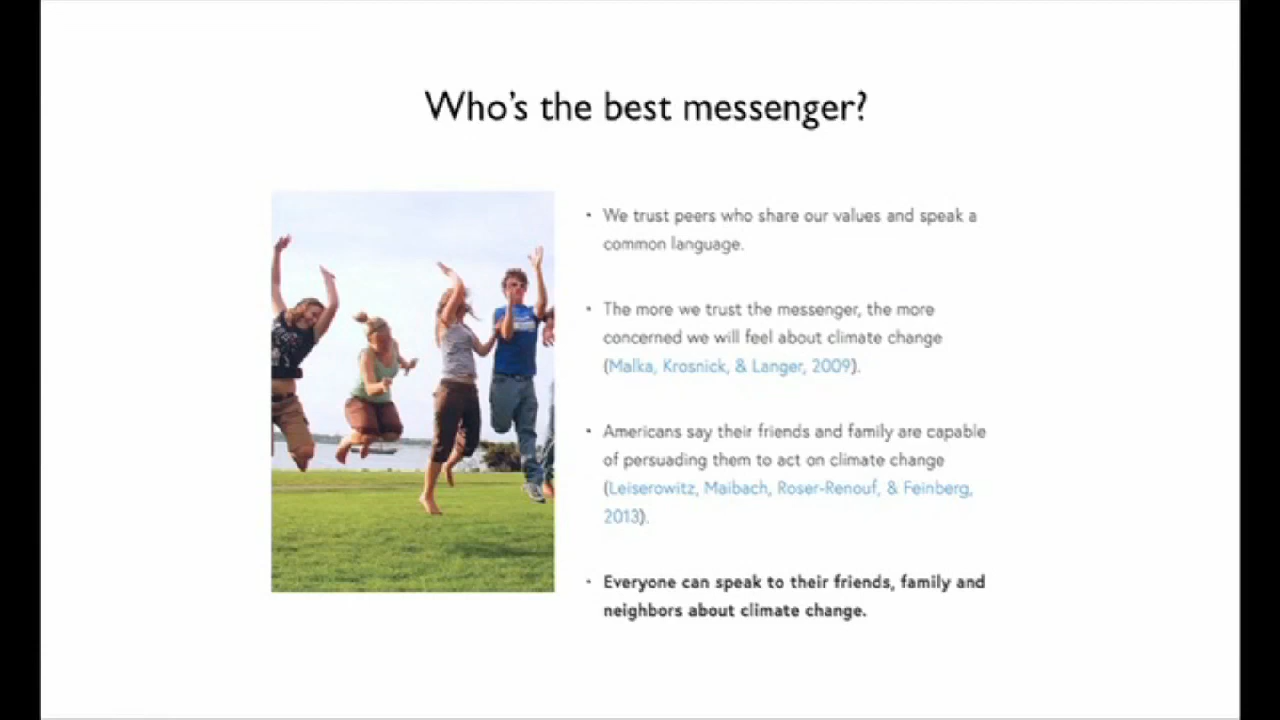 Who's the best messenger?
• We trust peers who share our values and speak a
common language.
• The more we trust the messenger, the more
concerned we will feel about climate change
(Malka, Krosnick, & Langer, 2009).
• Americans say their friends and family are capable
of persuading them to act on climate change
(Leiserowitz, Maibach, Roser-Renouf, & Feinberg,
2013).
• Everyone can speak to their friends, family and
neighbors about climate change.